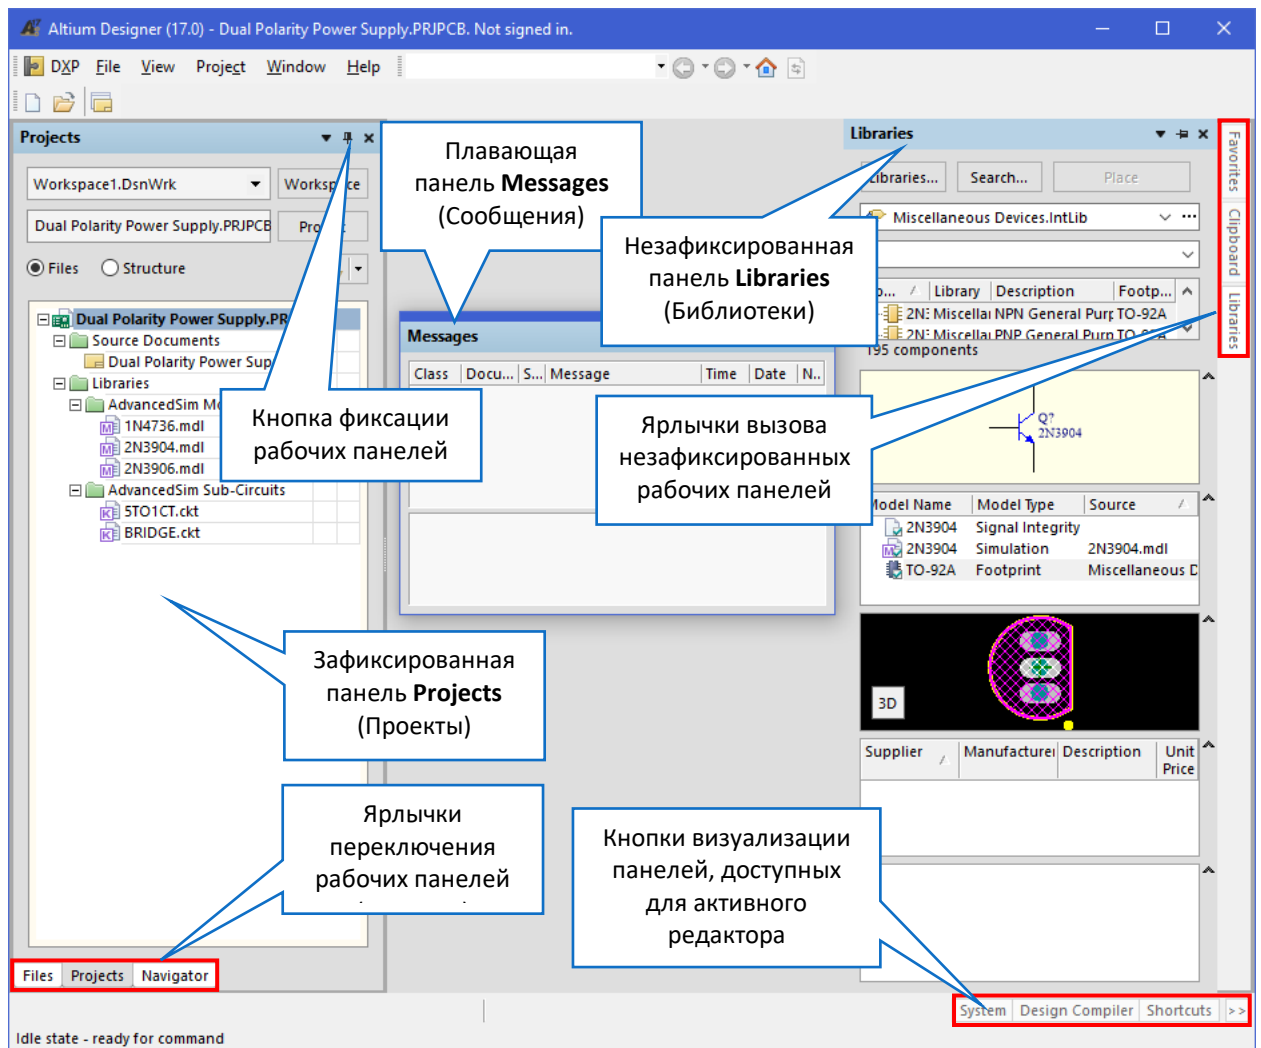 Altium Designer (17.0) - Dual Polarity Power Supply.PRJPCB. Not signed in.
DXP File View Project Window Help
Projects
Workspace1.DsnWrk
Dual Polarity Power Supply.PRJPCB
Files Structure
Dual Polarity Power Supply.PR
Source Documents
Dual Polarity Power Sup
Libraries
AdvancedSim Mo
1N4736.mdl
2N3904.mdl
2N3906.mdl
AdvancedSim Sub-Circuits
5TO1CT.ckt
BRIDGE.ckt
Files Projects Navigator
Кнопка фиксации
рабочих панелей
Зафиксированная
панель Projects
(Проекты)
Ярлычки
переключения
рабочих панелей
Плавающая
панель Messages
(Сообщения)
Messages
Class Docu... S... Message Time Date N..
Незафиксированная
панель Libraries
(Библиотеки)
Ярлычки вызова
незафиксированных
рабочих панелей
Кнопки визуализации
панелей, доступных
для активного
редактора
Libraries
Libraries... Search... Place
Miscellaneous Devices.IntLib
Library Description Footp...
2N: Miscellai NPN General Purp TO-92A
2N: Miscellai PNP General Purp TO-92A
195 components
Q?
2N3904
Model Name Model Type Source
2N3904 Signal Integrity
2N3904 Simulation 2N3904.mdl
TO-92A Footprint Miscellaneous D
3D
Supplier Manufacturer Description Unit
Price
Favorites
Clipboard
Libraries
System Design Compiler Shortcuts >>
Idle state - ready for command